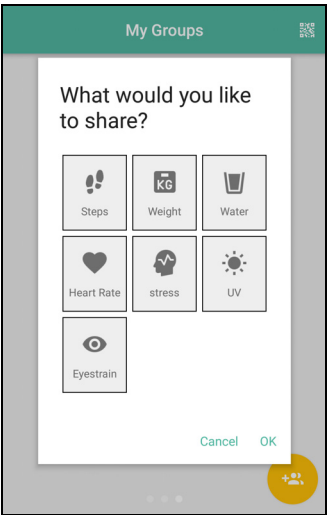 My Groups
What would you like
to share?
Steps
KG
Weight
Water
Heart Rate
stress
UV
Eyestrain
Cancel
OK